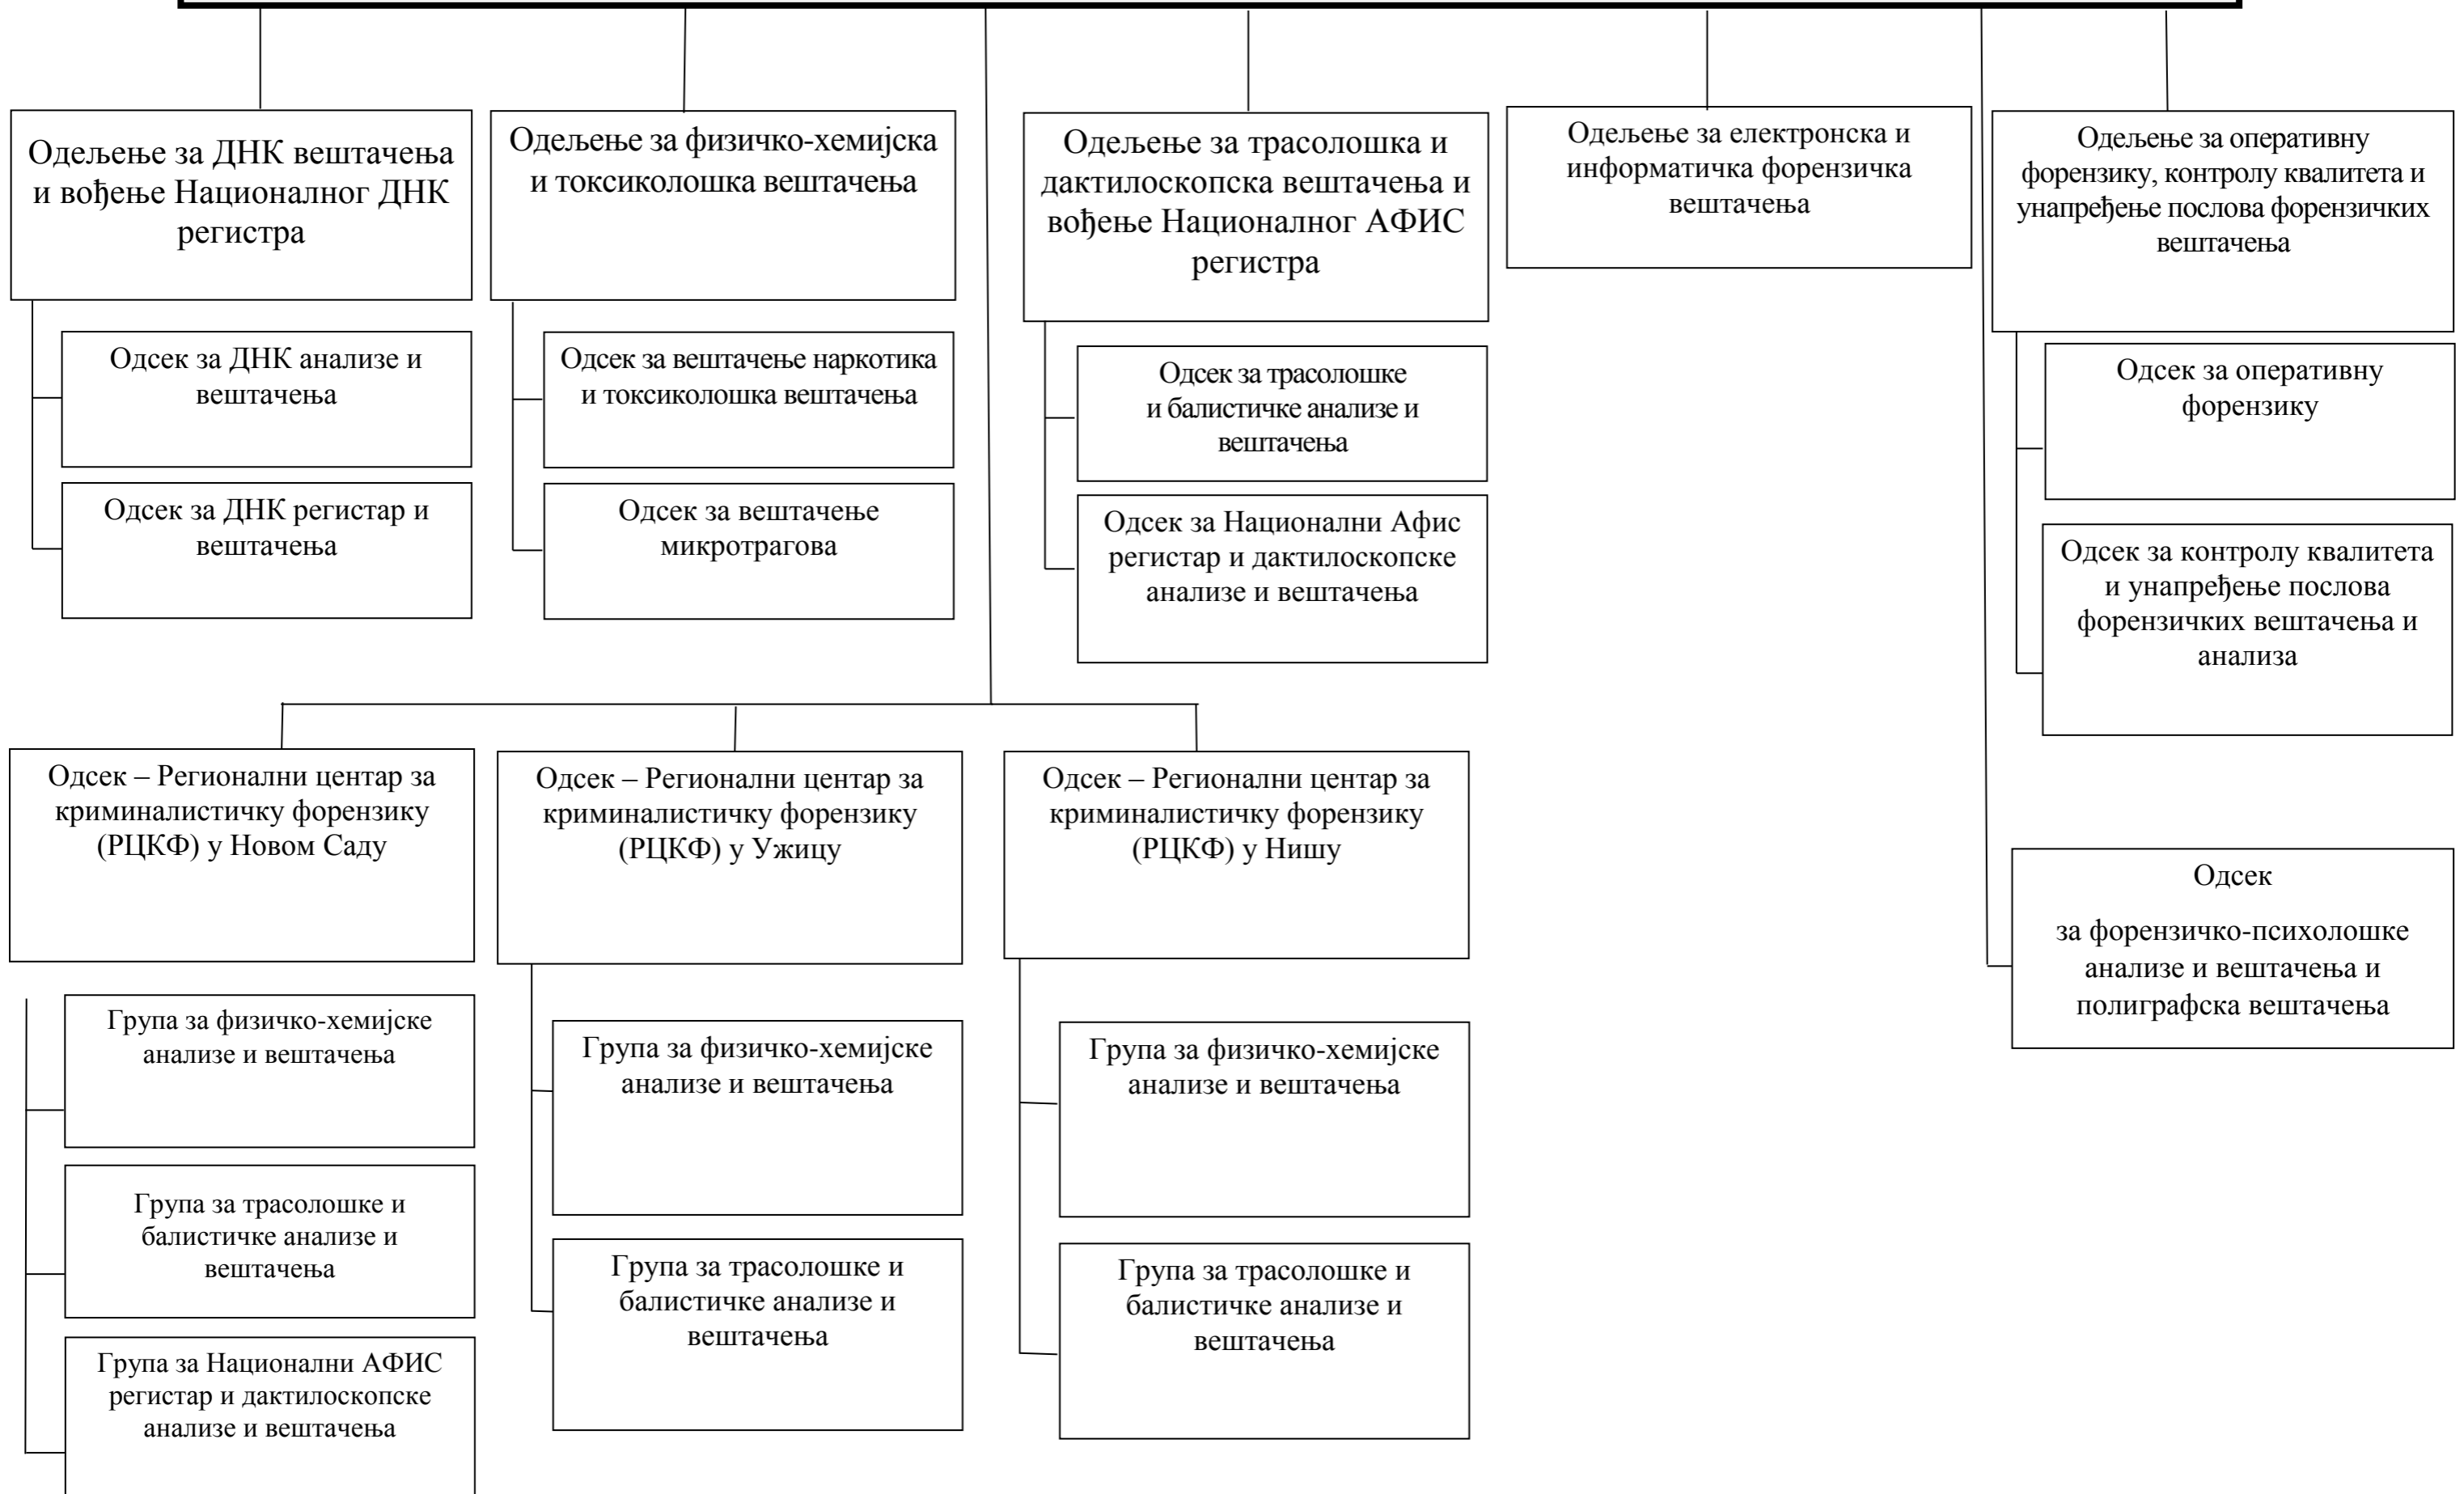 Одељење за ДНК вештачења
и вођење Националног ДНК
регистра
Одељење за физичко-хемијска
и токсиколошка вештачења
Одељење за трасолошка и
дактилоскопска вештачења и
вођење Националног АФИС
регистра
Одељење за електронска и
информатичка форензичка
вештачења
Одељење за оперативну
форензику, контролу квалитета и
унапређење послова форензичких
вештачења
Одсек за ДНК анализе и
вештачења
Одсек за ДНК регистар и
вештачења
Одсек за вештачење наркотика
и токсиколошка вештачења
Одсек за вештачење
микротрагова
Одсек за трасолошке
и балистичке анализе и
вештачења
Одсек за Национални Афис
регистар и дактилоскопске
анализе и вештачења
Одсек за оперативну
форензику
Одсек за контролу квалитета
и унапређење послова
форензичких вештачења и
анализа
Одсек – Регионални центар за
криминалистичку форензику
(РЦКФ) у Новом Саду
Одсек – Регионални центар за
криминалистичку форензику
(РЦКФ) у Ужицу
Одсек – Регионални центар за
криминалистичку форензику
(РЦКФ) у Нишу
Одсек
за форензичко-психолошке
анализе и вештачења и
полиграфска вештачења
Група за физичко-хемијске
анализе и вештачења
Група за трасолошке и
балистичке анализе и
вештачења
Група за Национални АФИС
регистар и дактилоскопске
анализе и вештачења
Група за физичко-хемијске
анализе и вештачења
Група за трасолошке и
балистичке анализе и
вештачења
Група за физичко-хемијске
анализе и вештачења
Група за трасолошке и
балистичке анализе и
вештачења